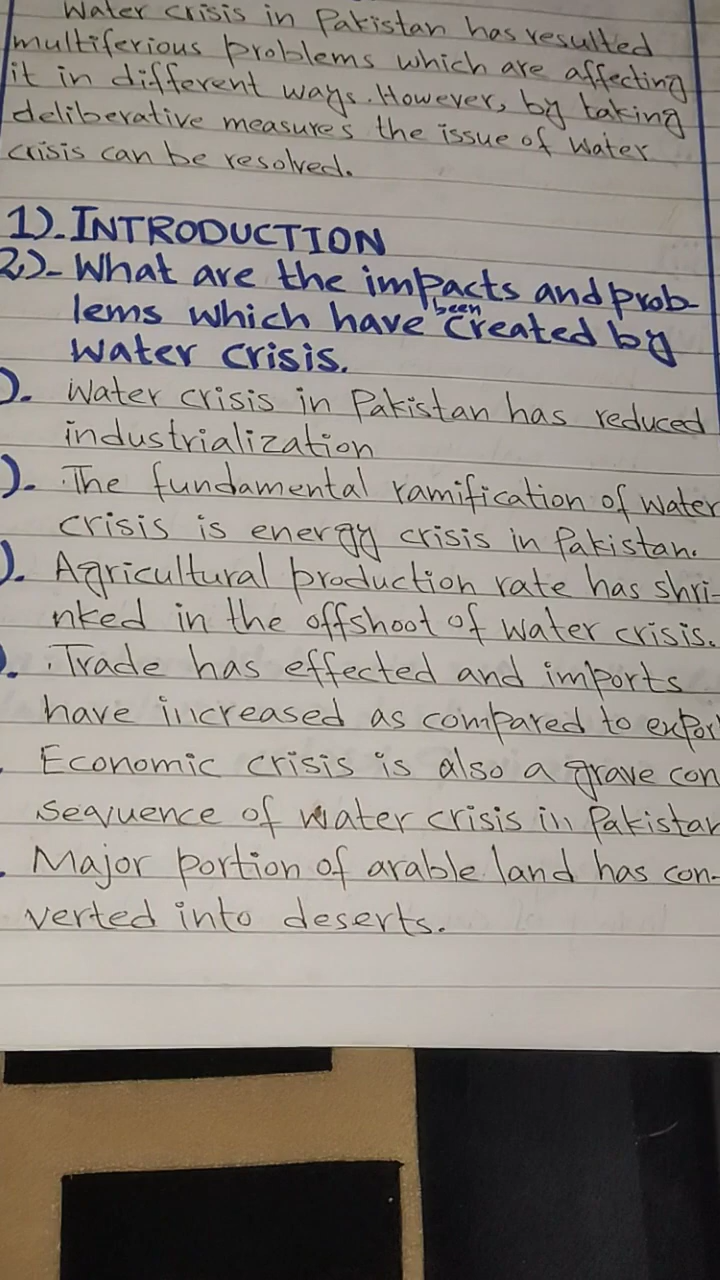 Water crisis in Pakistan has resulted
multiferious problems which are affecting
it in different ways. However, by taking
deliberative measures the issue of water
crisis can be resolved.
1). INTRODUCTION
2).- What are the impacts and prob-
lems which have been created by
water crisis.
). Water crisis in Pakistan has reduced
industrialization
). The fundamental ramification of water
crisis is energy crisis in Pakistan.
). Agricultural production rate has shri-
nked in the offshoot of water crisis.
. Trade has effected and imports
have increased as compared to expor
Economic crisis is also a grave con
sequence of water crisis in Pakistan
. Major portion of arable land has con-
verted into deserts.